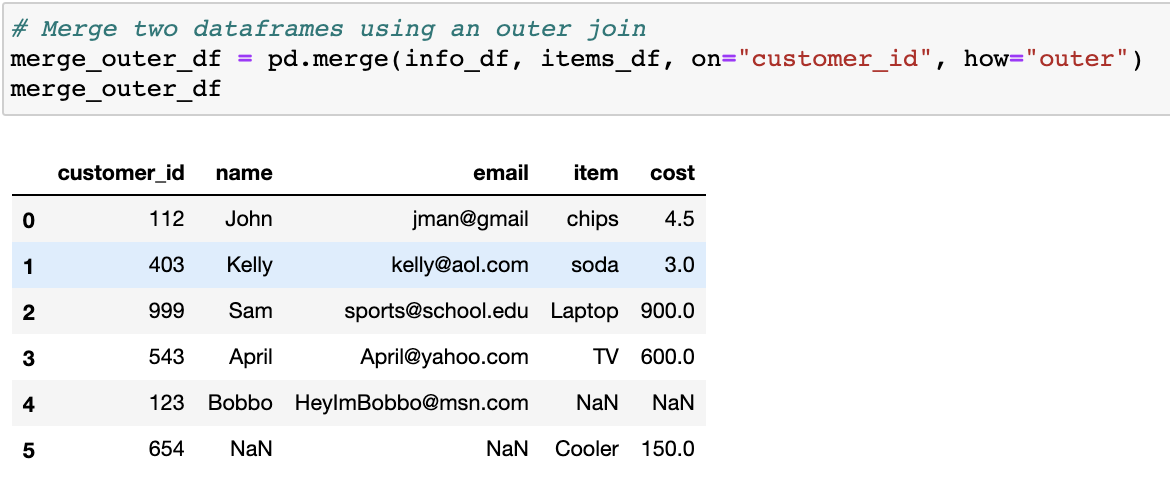 # Merge two dataframes using an outer join
merge_outer_df = pd.merge(info_df, items_df, on="customer_id", how="outer")
merge_outer_df
customer_id name email item cost
0 112 John jman@gmail chips 4.5
1 403 Kelly kelly@aol.com soda 3.0
2 999 Sam sports@school.edu Laptop 900.0
3 543 April April@yahoo.com TV 600.0
4 123 Bobbo HeyImBobbo@msn.com NaN NaN
5 654 NaN NaN Cooler 150.0